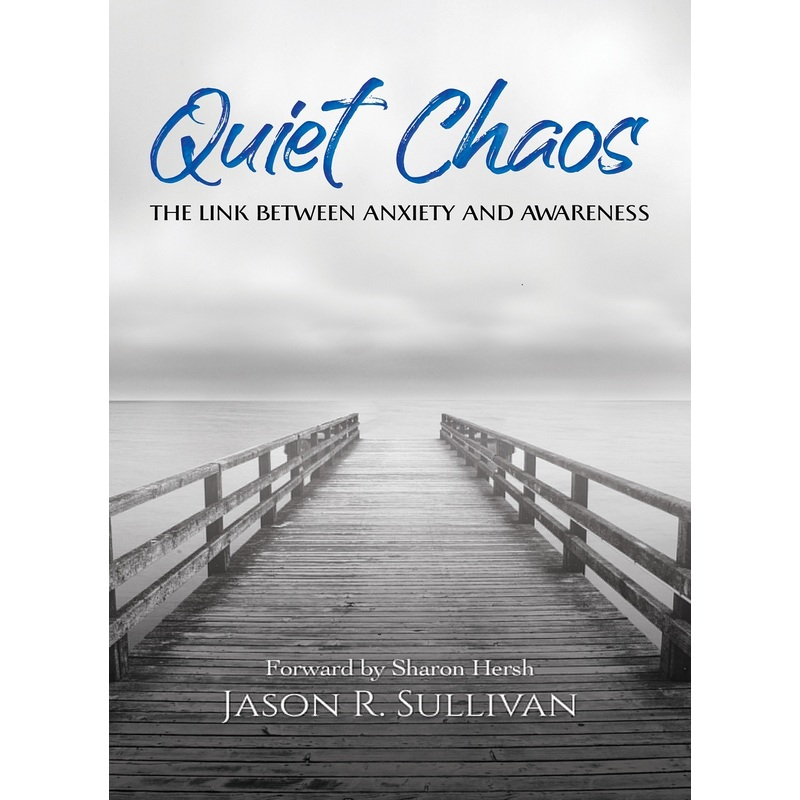 Quiet Chaos
THE LINK BETWEEN ANXIETY AND AWARENESS
Forward by Sharon Hersh
JASON R. SULLIVAN